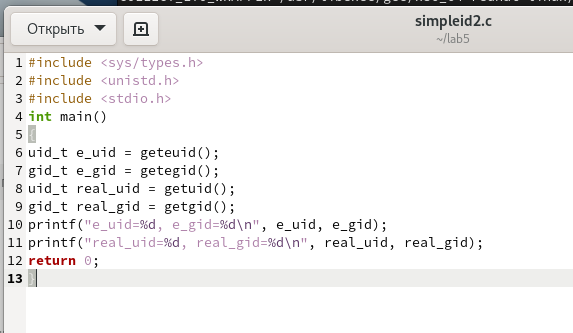 Открыть
simpleid2.c
~/lab5
1 #include <sys/types.h>
2 #include <unistd.h>
3 #include <stdio.h>
4 int main()
5 {
6 uid_t e_uid = geteuid();
7 gid_t e_gid = getegid();
8 uid_t real_uid = getuid();
9 gid_t real_gid = getgid();
10 printf("e_uid=%d, e_gid=%d\n", e_uid, e_gid);
11 printf("real_uid=%d, real_gid=%d\n", real_uid, real_gid);
12 return 0;
13 }